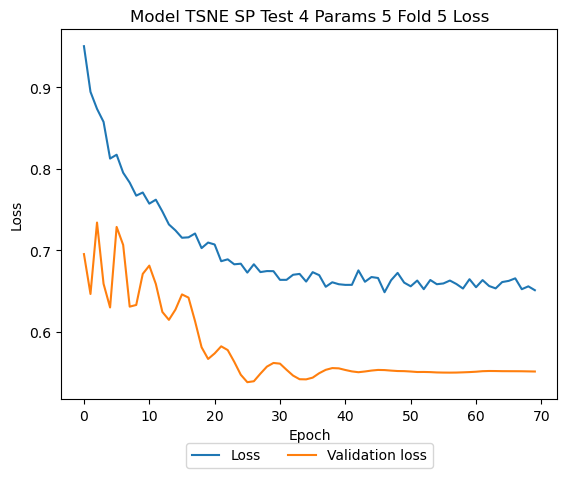 Model TSNE SP Test 4 Params 5 Fold 5 Loss
Loss
0.9
0.8
0.7
0.6
0 10 20 30 40 50 60 70
Epoch
Loss Validation loss